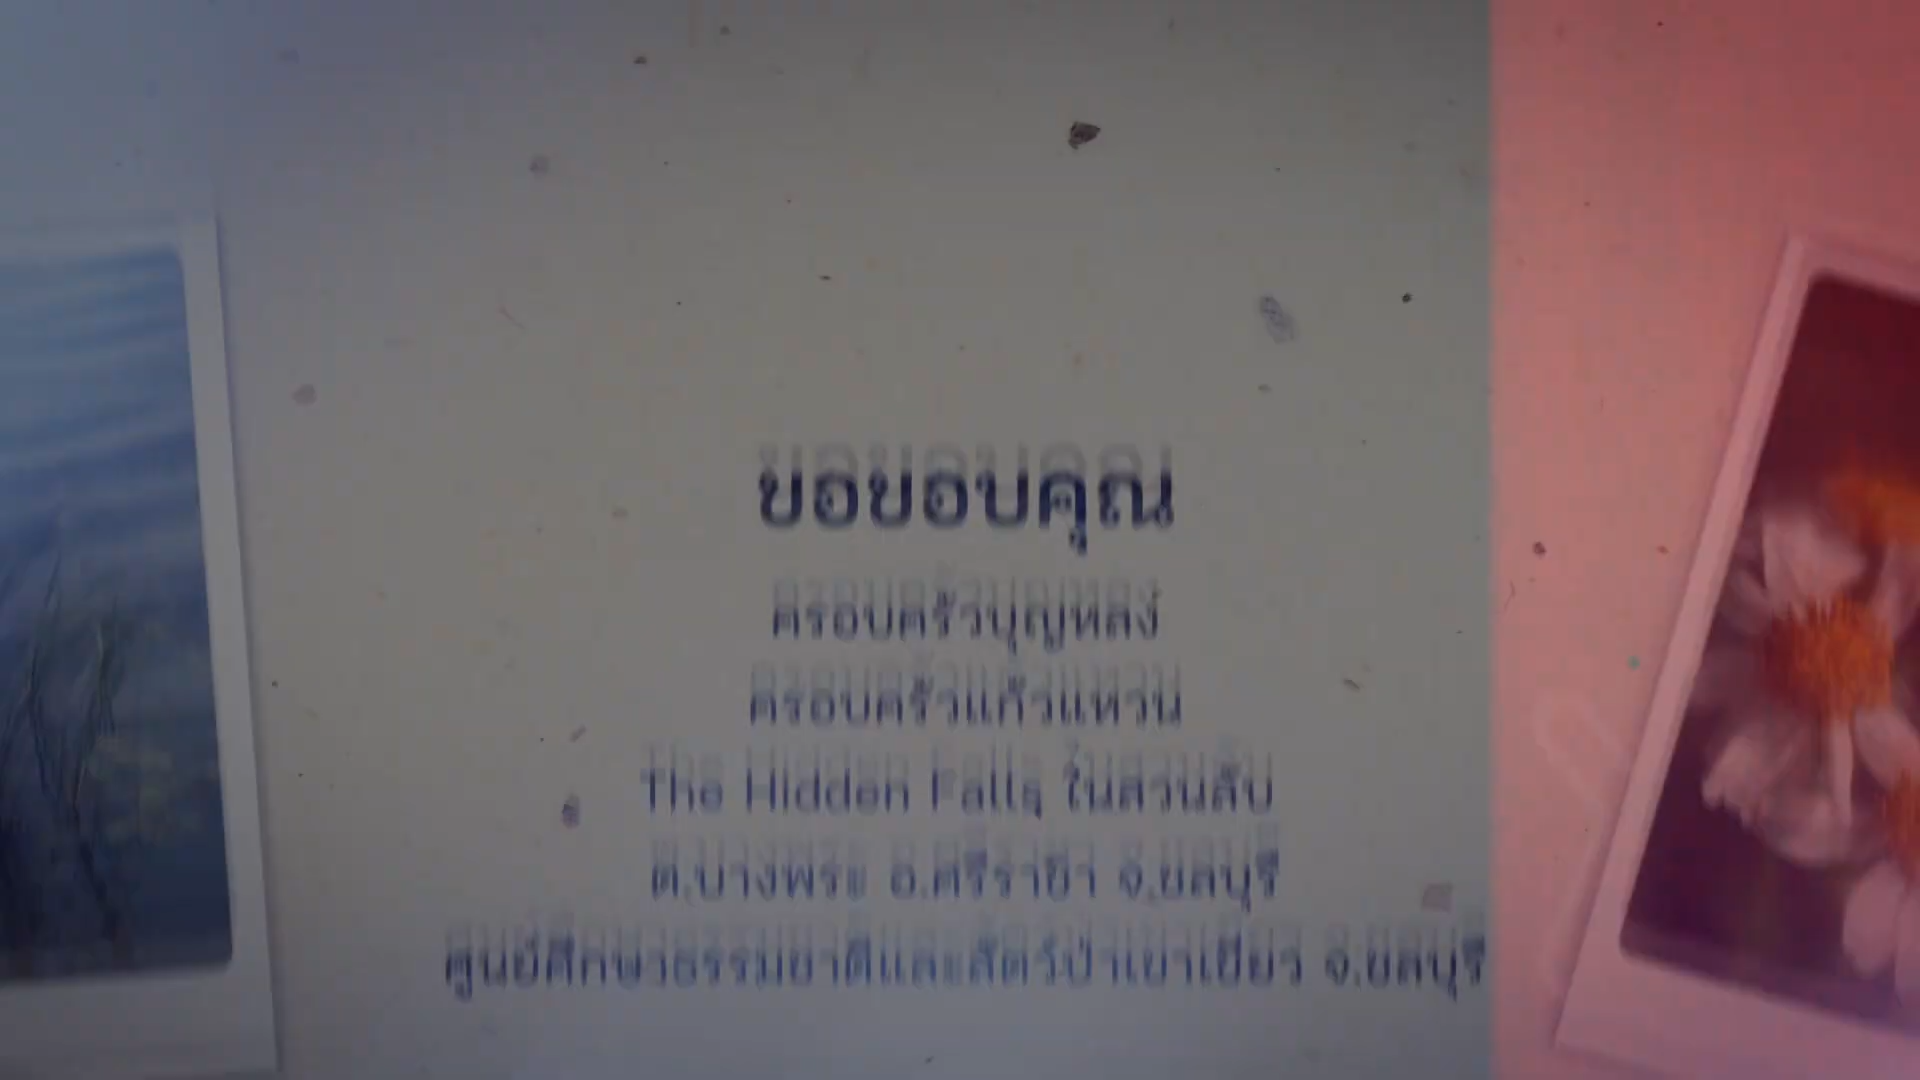 ขอขอบคุณ
ครอบครัวบุญหลง
ครอบครัวแก้วแหวน
The Hidden Falls ในสวนลับ
ต.บางพระ อ.ศรีราชา จ.ชลบุรี
ศูนย์ศึกษาธรรมชาติและสัตว์ป่าเขาเขียว จ.ชลบุรี